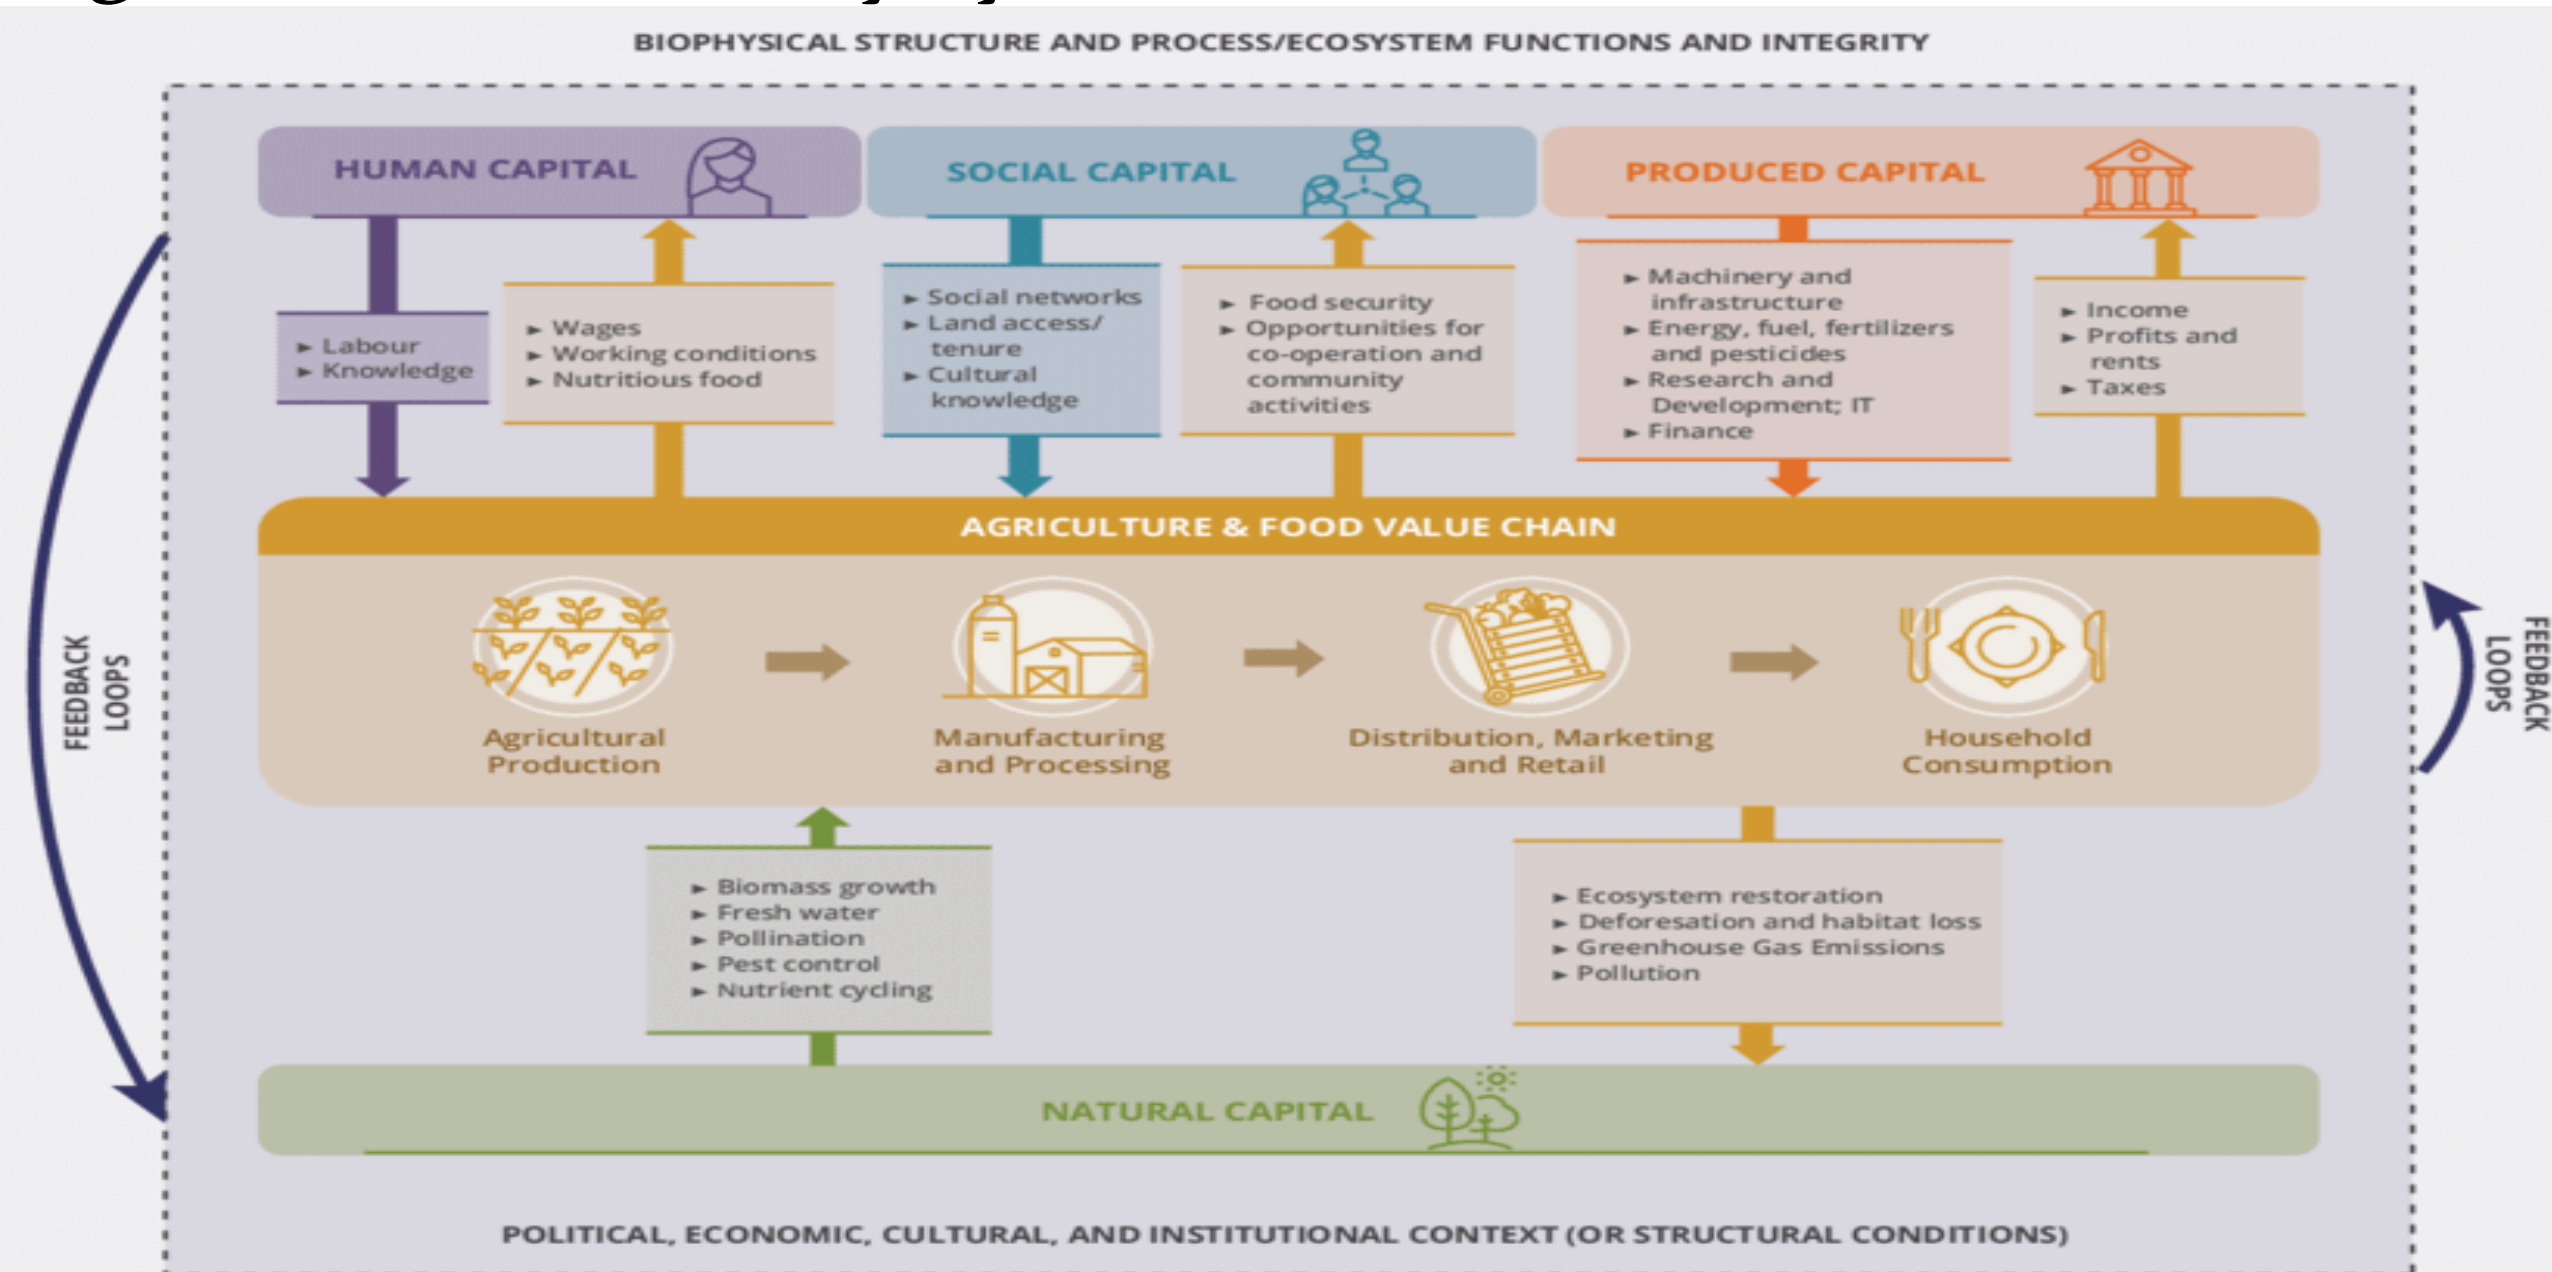 BIOPHYSICAL STRUCTURE AND PROCESS/ECOSYSTEM FUNCTIONS AND INTEGRITY
HUMAN CAPITAL
SOCIAL CAPITAL
PRODUCED CAPITAL
► Labour
► Knowledge
► Wages
► Working conditions
► Nutritious food
► Social networks
► Land access/
tenure
► Cultural
knowledge
► Food security
► Opportunities for
co-operation and
community
activities
► Machinery and
infrastructure
► Energy, fuel, fertilizers
and pesticides
► Research and
Development; IT
► Finance
► Income
► Profits and
rents
► Taxes
AGRICULTURE & FOOD VALUE CHAIN
Agricultural
Production
Manufacturing
and Processing
Distribution, Marketing
and Retail
Household
Consumption
FEEDBACK
LOOPS
FEEDBACK
LOOPS
► Biomass growth
► Fresh water
► Pollination
► Pest control
► Nutrient cycling
► Ecosystem restoration
► Deforesation and habitat loss
► Greenhouse Gas Emissions
► Pollution
NATURAL CAPITAL
POLITICAL, ECONOMIC, CULTURAL, AND INSTITUTIONAL CONTEXT (OR STRUCTURAL CONDITIONS)